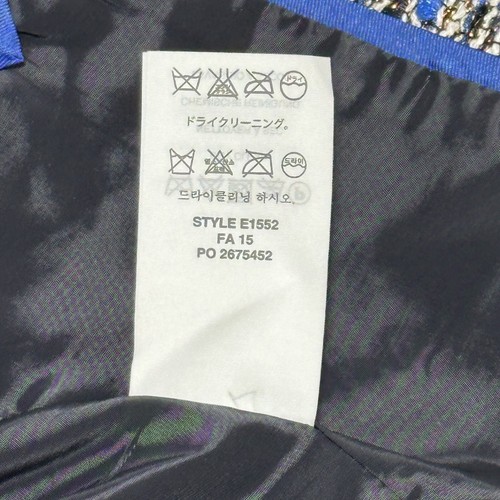 ドライ
ドライクリーニング。
드라이
드라이클리닝 하시오.
STYLE E1552
FA 15
PO 2675452